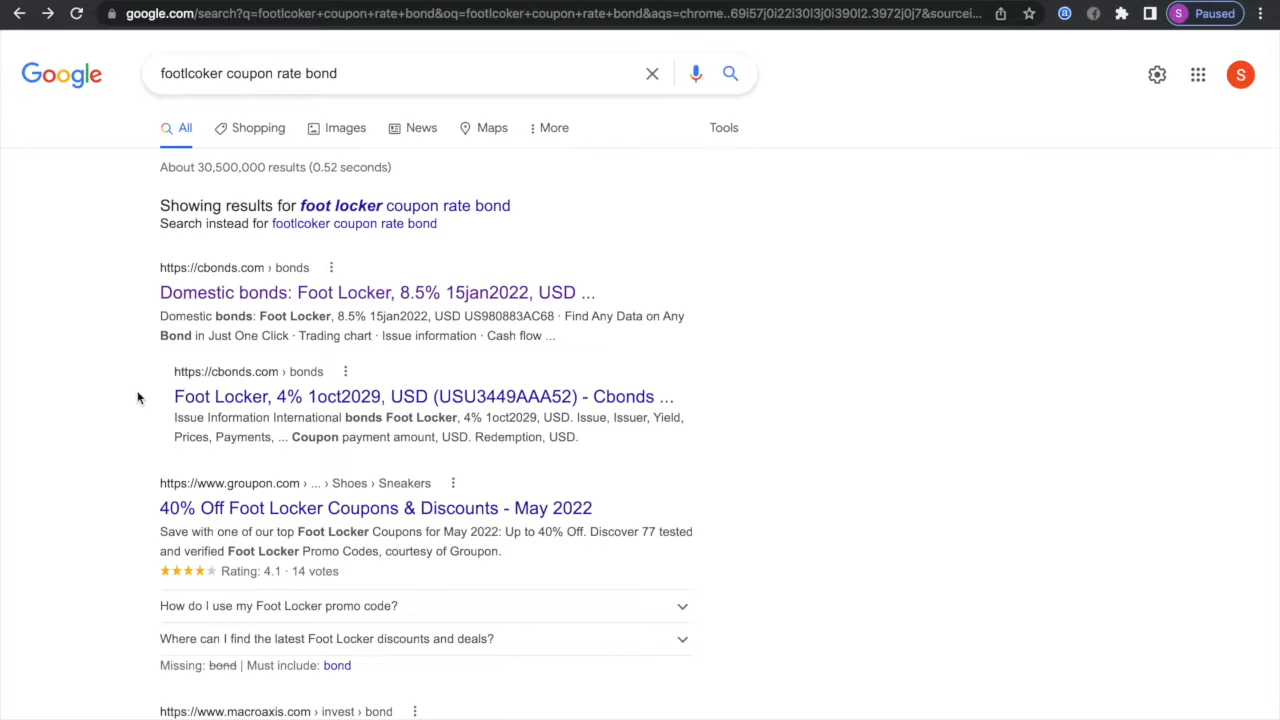 google.com/search?q=footlcoker+coupon+rate+bond&oq=footlcoker+coupon+rate+bond&aqs=chrome..69i57j0i22i30l3j0i390l2.3972j0j7&sourcei...
S Paused
Google
footlcoker coupon rate bond
S
All Shopping Images News Maps More Tools
About 30,500,000 results (0.52 seconds)
Showing results for foot locker coupon rate bond
Search instead for footlcoker coupon rate bond
https://cbonds.com › bonds
Domestic bonds: Foot Locker, 8.5% 15jan2022, USD ...
Domestic bonds: Foot Locker, 8.5% 15jan2022, USD US980883AC68 · Find Any Data on Any
Bond in Just One Click · Trading chart · Issue information · Cash flow ...
https://cbonds.com › bonds
Foot Locker, 4% 1oct2029, USD (USU3449AAA52) - Cbonds ...
Issue Information International bonds Foot Locker, 4% 1oct2029, USD. Issue, Issuer, Yield,
Prices, Payments, ... Coupon payment amount, USD. Redemption, USD.
https://www.groupon.com › ... › Shoes › Sneakers
40% Off Foot Locker Coupons & Discounts - May 2022
Save with one of our top Foot Locker Coupons for May 2022: Up to 40% Off. Discover 77 tested
and verified Foot Locker Promo Codes, courtesy of Groupon.
Rating: 4.1 · 14 votes
How do I use my Foot Locker promo code?
Where can I find the latest Foot Locker discounts and deals?
Missing: bond | Must include: bond
https://www.macroaxis.com › invest › bond